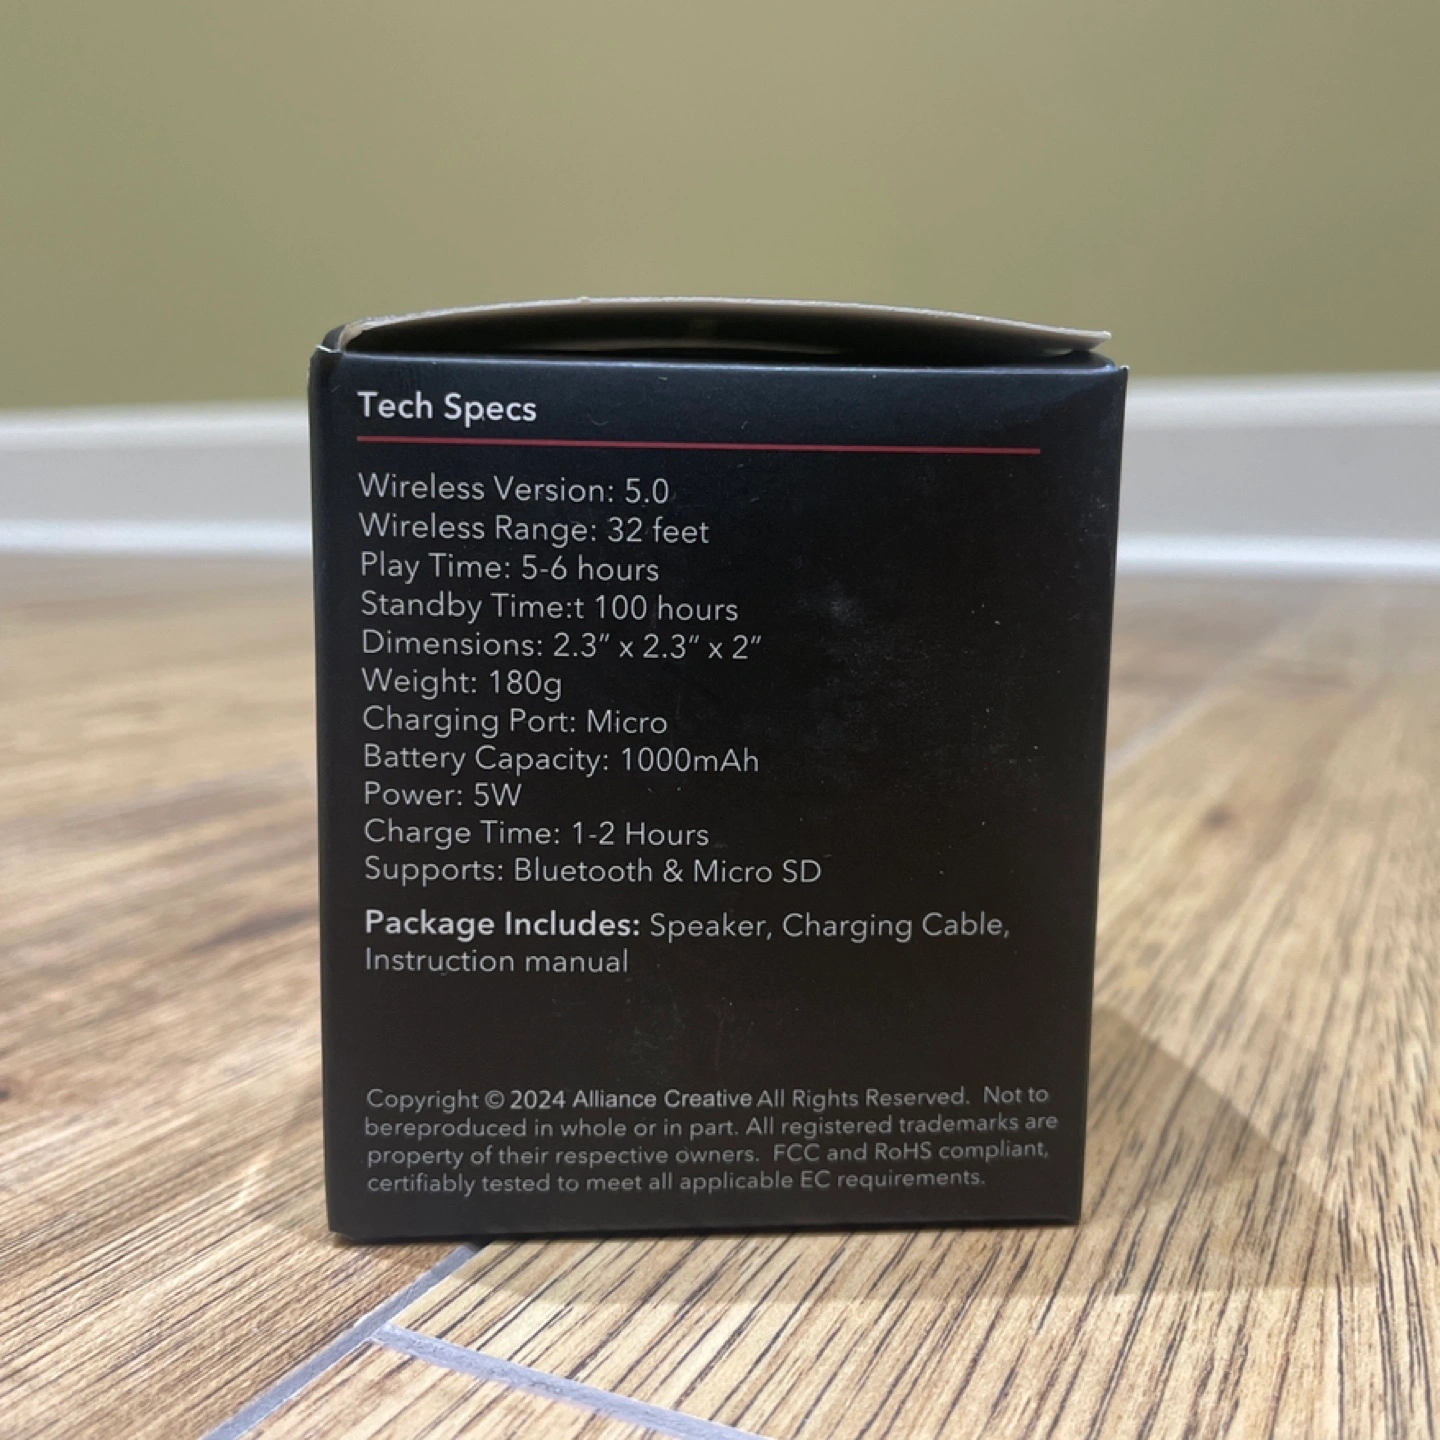 Tech Specs
Wireless Version: 5.0
Wireless Range: 32 feet
Play Time: 5-6 hours
Standby Time:t 100 hours
Dimensions: 2.3" x 2.3" x 2"
Weight: 180g
Charging Port: Micro
Battery Capacity: 1000mAh
Power: 5W
Charge Time: 1-2 Hours
Supports: Bluetooth & Micro SD
Package Includes: Speaker, Charging Cable,
Instruction manual
Copyright © 2024 Alliance Creative All Rights Reserved. Not to
bereproduced in whole or in part. All registered trademarks are
property of their respective owners. FCC and RoHS compliant,
certifiably tested to meet all applicable EC requirements.